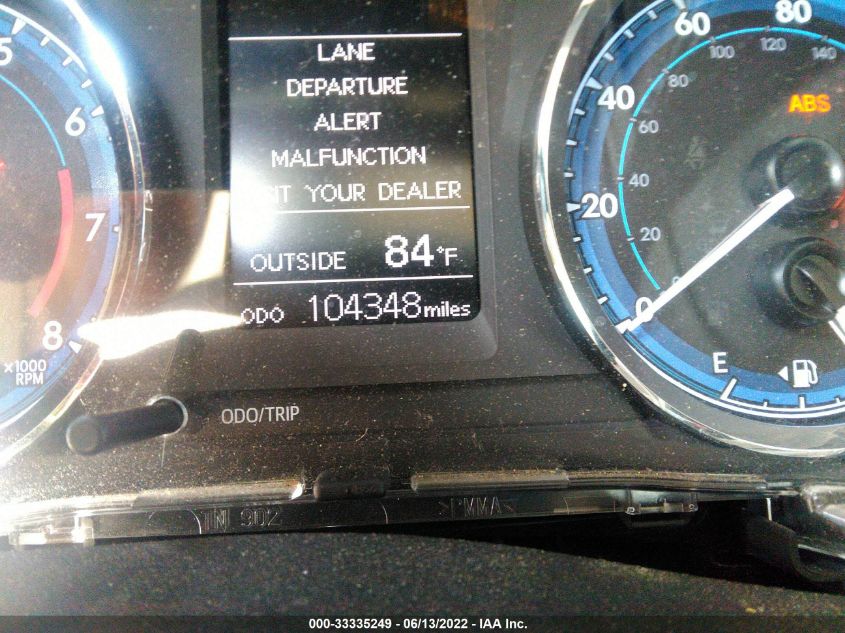 LANE
DEPARTURE
ALERT
MALFUNCTION
YOUR DEALER
OUTSIDE 84°F
ODO 104348 miles
5
6
7
8
×1000
RPM
ODO/TRIP
0
20
40
60
80
20
40
60
80
100
120
140
ABS
E
>PMMA<
000-33335249 - 06/13/2022 - IAA Inc.